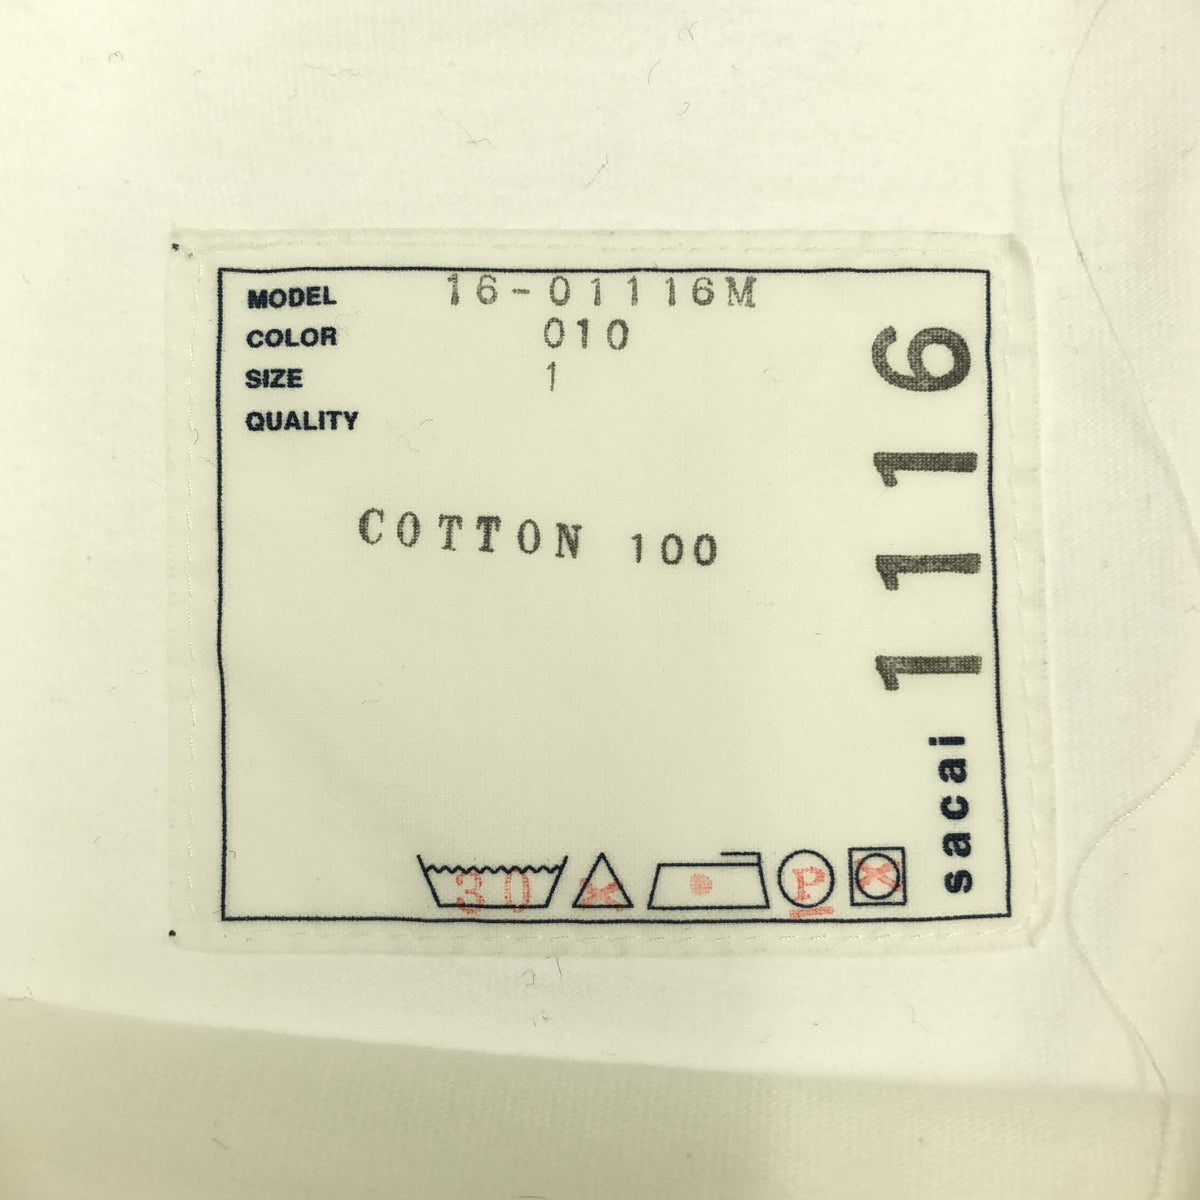 MODEL 16-01116M
COLOR 010
SIZE 1
QUALITY
COTTON 100
30
P
sacai 1116